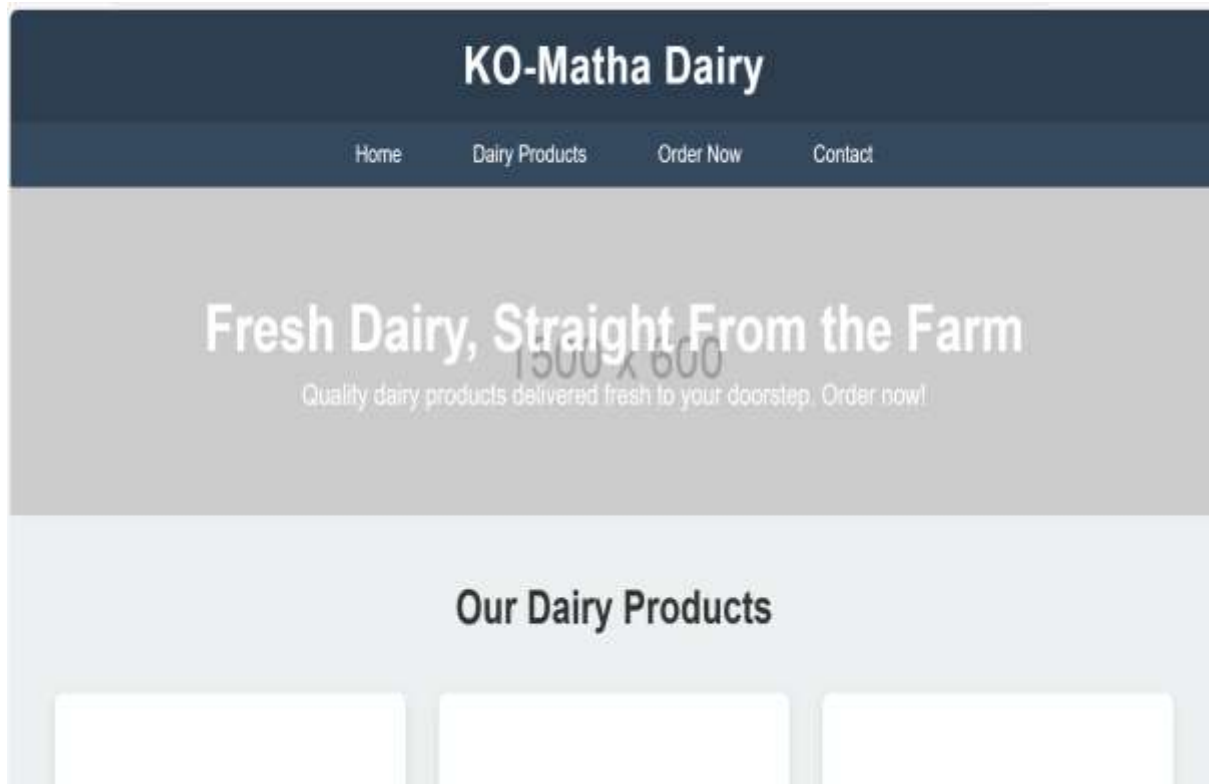 KO-Matha Dairy
Home Dairy Products Order Now Contact
Fresh Dairy, Straight From the Farm
1500 x 600
Quality dairy products delivered fresh to your doorstep. Order now!
Our Dairy Products